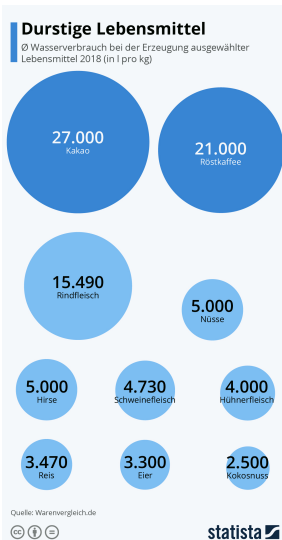 Durstige Lebensmittel
Ø Wasserverbrauch bei der Erzeugung ausgewählter
Lebensmittel 2018 (in l pro kg)
27.000
Kakao
21.000
Röstkaffee
15.490
Rindfleisch
5.000
Nüsse
5.000
Hirse
4.730
Schweinefleisch
4.000
Hühnerfleisch
3.470
Reis
3.300
Eier
2.500
Kokosnuss
Quelle: Warenvergleich.de
cc
statista